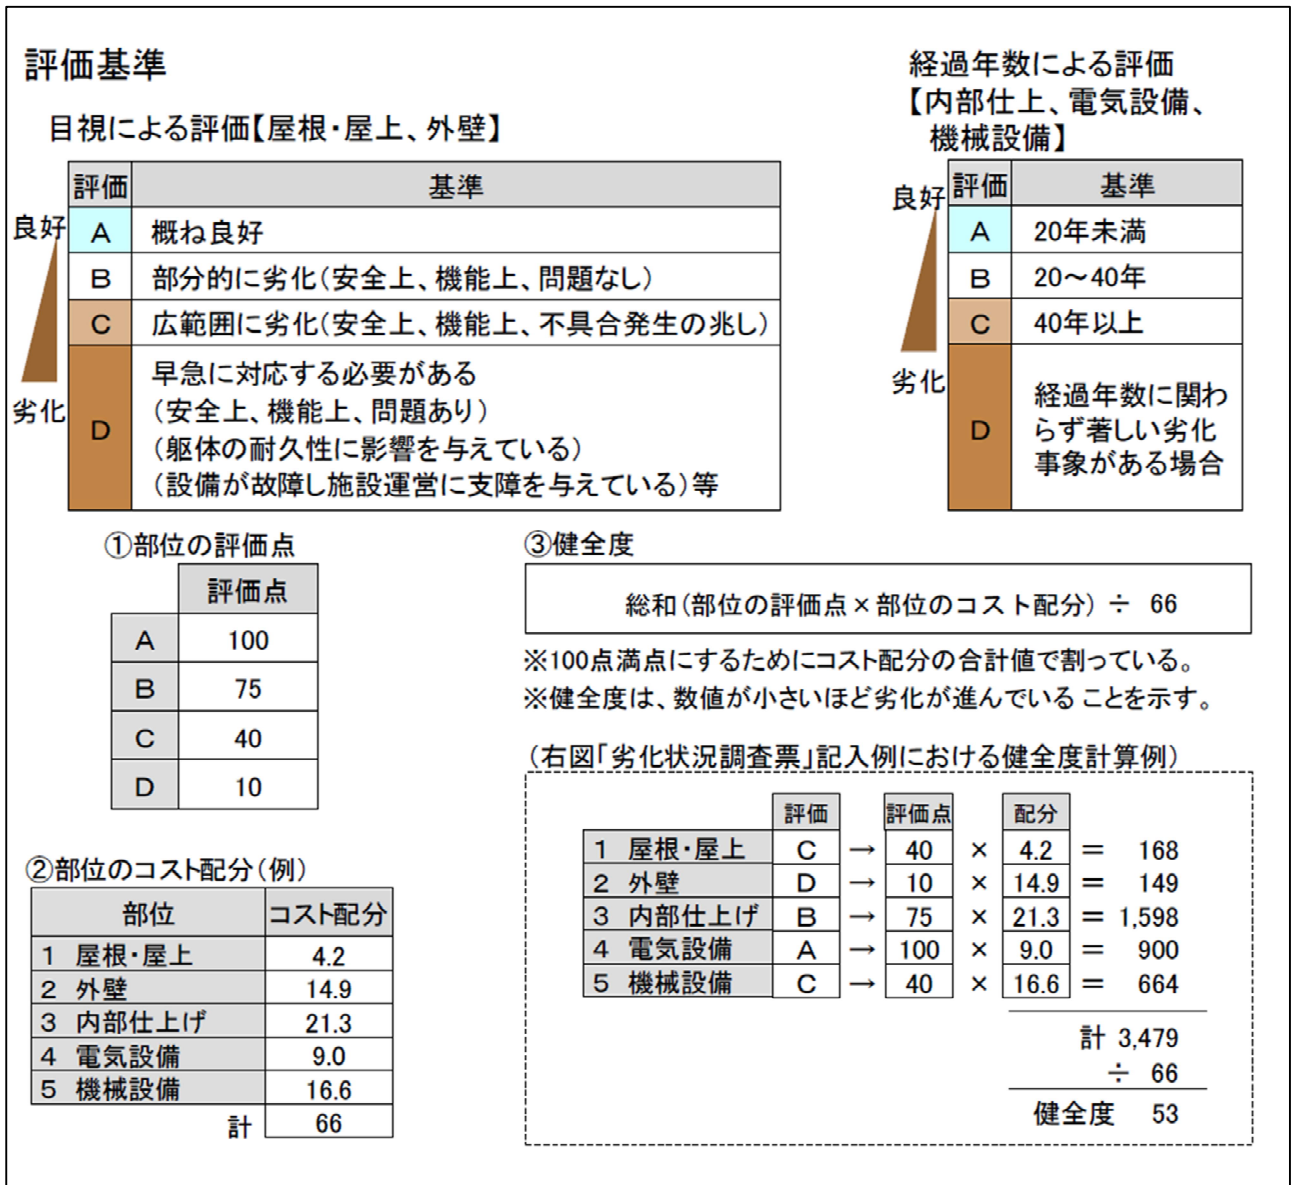 評価基準
目視による評価【屋根・屋上、外壁】
良好
劣化
評価 基準
A 概ね良好
B 部分的に劣化(安全上、機能上、問題なし)
C 広範囲に劣化(安全上、機能上、不具合発生の兆し)
D 早急に対応する必要がある
(安全上、機能上、問題あり)
(躯体の耐久性に影響を与えている)
(設備が故障し施設運営に支障を与えている)等
経過年数による評価
【内部仕上、電気設備、
機械設備】
良好
劣化
評価 基準
A 20年未満
B 20～40年
C 40年以上
D 経過年数に関わ
らず著しい劣化
事象がある場合
①部位の評価点
評価点
A 100
B 75
C 40
D 10
②部位のコスト配分(例)
部位 コスト配分
1 屋根・屋上 4.2
2 外壁 14.9
3 内部仕上げ 21.3
4 電気設備 9.0
5 機械設備 16.6
計 66
③健全度
総和(部位の評価点×部位のコスト配分) ÷ 66
※100点満点にするためにコスト配分の合計値で割っている。
※健全度は、数値が小さいほど劣化が進んでいることを示す。
(右図「劣化状況調査票」記入例における健全度計算例)
評価 評価点 配分
1 屋根・屋上 C → 40 × 4.2 = 168
2 外壁 D → 10 × 14.9 = 149
3 内部仕上げ B → 75 × 21.3 = 1,598
4 電気設備 A → 100 × 9.0 = 900
5 機械設備 C → 40 × 16.6 = 664
計 3,479
÷ 66
健全度 53